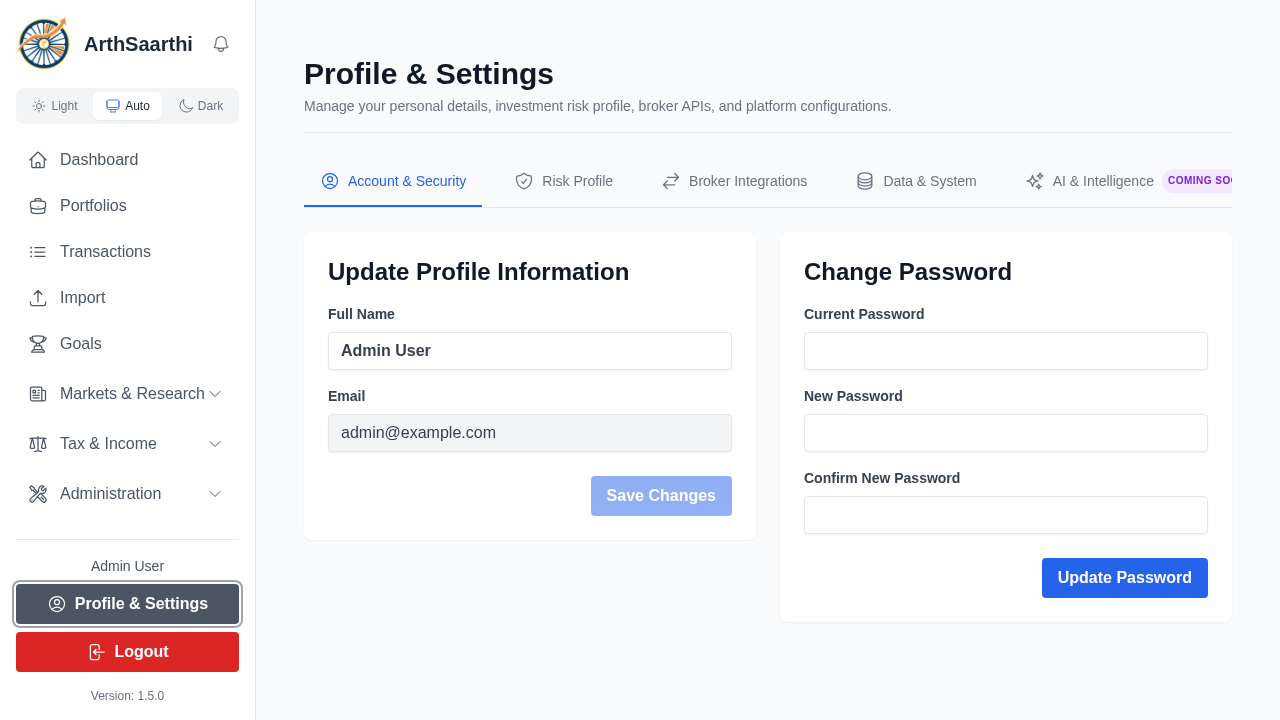 ArthSaarthi
Light
Auto
Dark
Dashboard
Portfolios
Transactions
Import
Goals
Markets & Research
Tax & Income
Administration
Admin User
Profile & Settings
Logout
Version: 1.5.0
Profile & Settings
Manage your personal details, investment risk profile, broker APIs, and platform configurations.
Account & Security
Risk Profile
Broker Integrations
Data & System
AI & Intelligence
COMING SO
Update Profile Information
Full Name
Admin User
Email
admin@example.com
Save Changes
Change Password
Current Password
New Password
Confirm New Password
Update Password